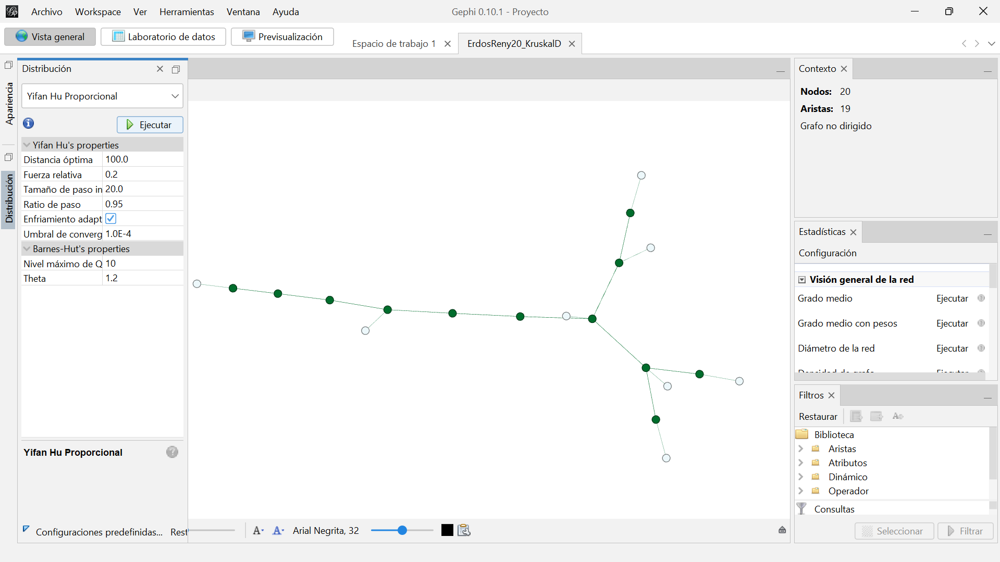 Archivo Workspace Ver Herramientas Ventana Ayuda
Gephi 0.10.1 - Proyecto
Vista general
Laboratorio de datos
Previsualización
Espacio de trabajo 1
ErdosReny20_KruskalD
Apariencia
Distribución
Distribución
Yifan Hu Proporcional
Ejecutar
Yifan Hu's properties
Distancia óptima 100.0
Fuerza relativa 0.2
Tamaño de paso in 20.0
Ratio de paso 0.95
Enfriamiento adapt
Umbral de converg 1.0E-4
Barnes-Hut's properties
Nivel máximo de Q 10
Theta 1.2
Yifan Hu Proporcional
Configuraciones predefinidas... Rest
Arial Negrita, 32
Contexto
Nodos: 20
Aristas: 19
Grafo no dirigido
Estadísticas
Configuración
Visión general de la red
Grado medio Ejecutar
Grado medio con pesos Ejecutar
Diámetro de la red Ejecutar
Filtros
Restaurar
Biblioteca
Aristas
Atributos
Dinámico
Operador
Consultas
Seleccionar
Filtrar